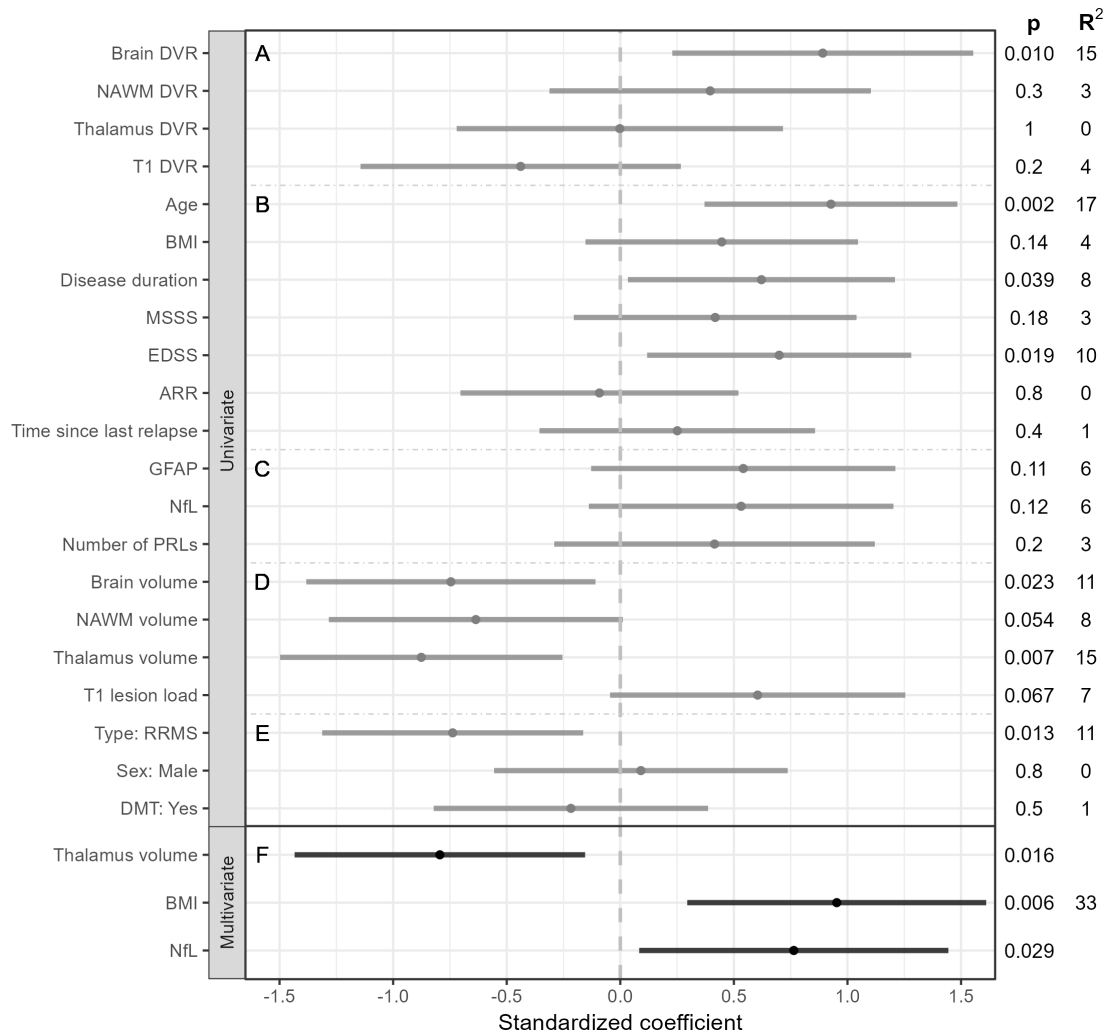 p R²
Brain DVR A 0.010 15
NAWM DVR 0.3 3
Thalamus DVR 1 0
T1 DVR 0.2 4
Age B 0.002 17
BMI 0.14 4
Disease duration 0.039 8
MSSS 0.18 3
EDSS 0.019 10
ARR 0.8 0
Time since last relapse 0.4 1
GFAP C 0.11 6
NfL 0.12 6
Number of PRLs 0.2 3
Brain volume D 0.023 11
NAWM volume 0.054 8
Thalamus volume 0.007 15
T1 lesion load 0.067 7
Type: RRMS E 0.013 11
Sex: Male 0.8 0
DMT: Yes 0.5 1
Univariate
Thalamus volume F 0.016
BMI 0.006 33
NfL 0.029
Multivariate
-1.5 -1.0 -0.5 0.0 0.5 1.0 1.5
Standardized coefficient